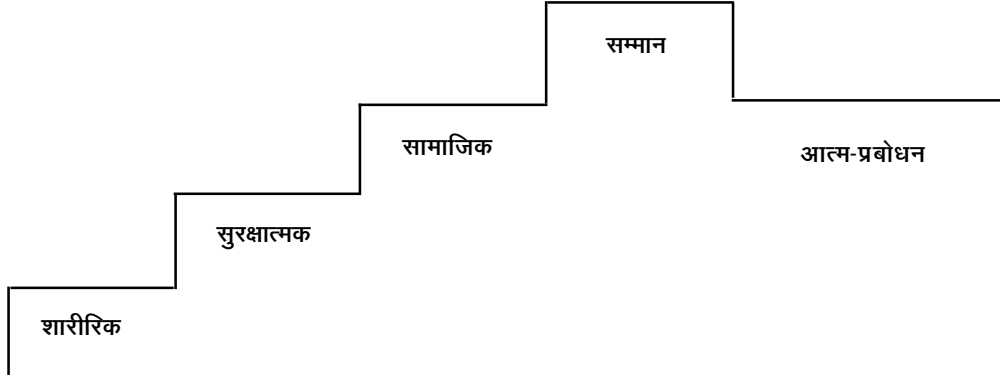 सम्मान
सामाजिक
आत्म-प्रबोधन
सुरक्षात्मक
शारीरिक